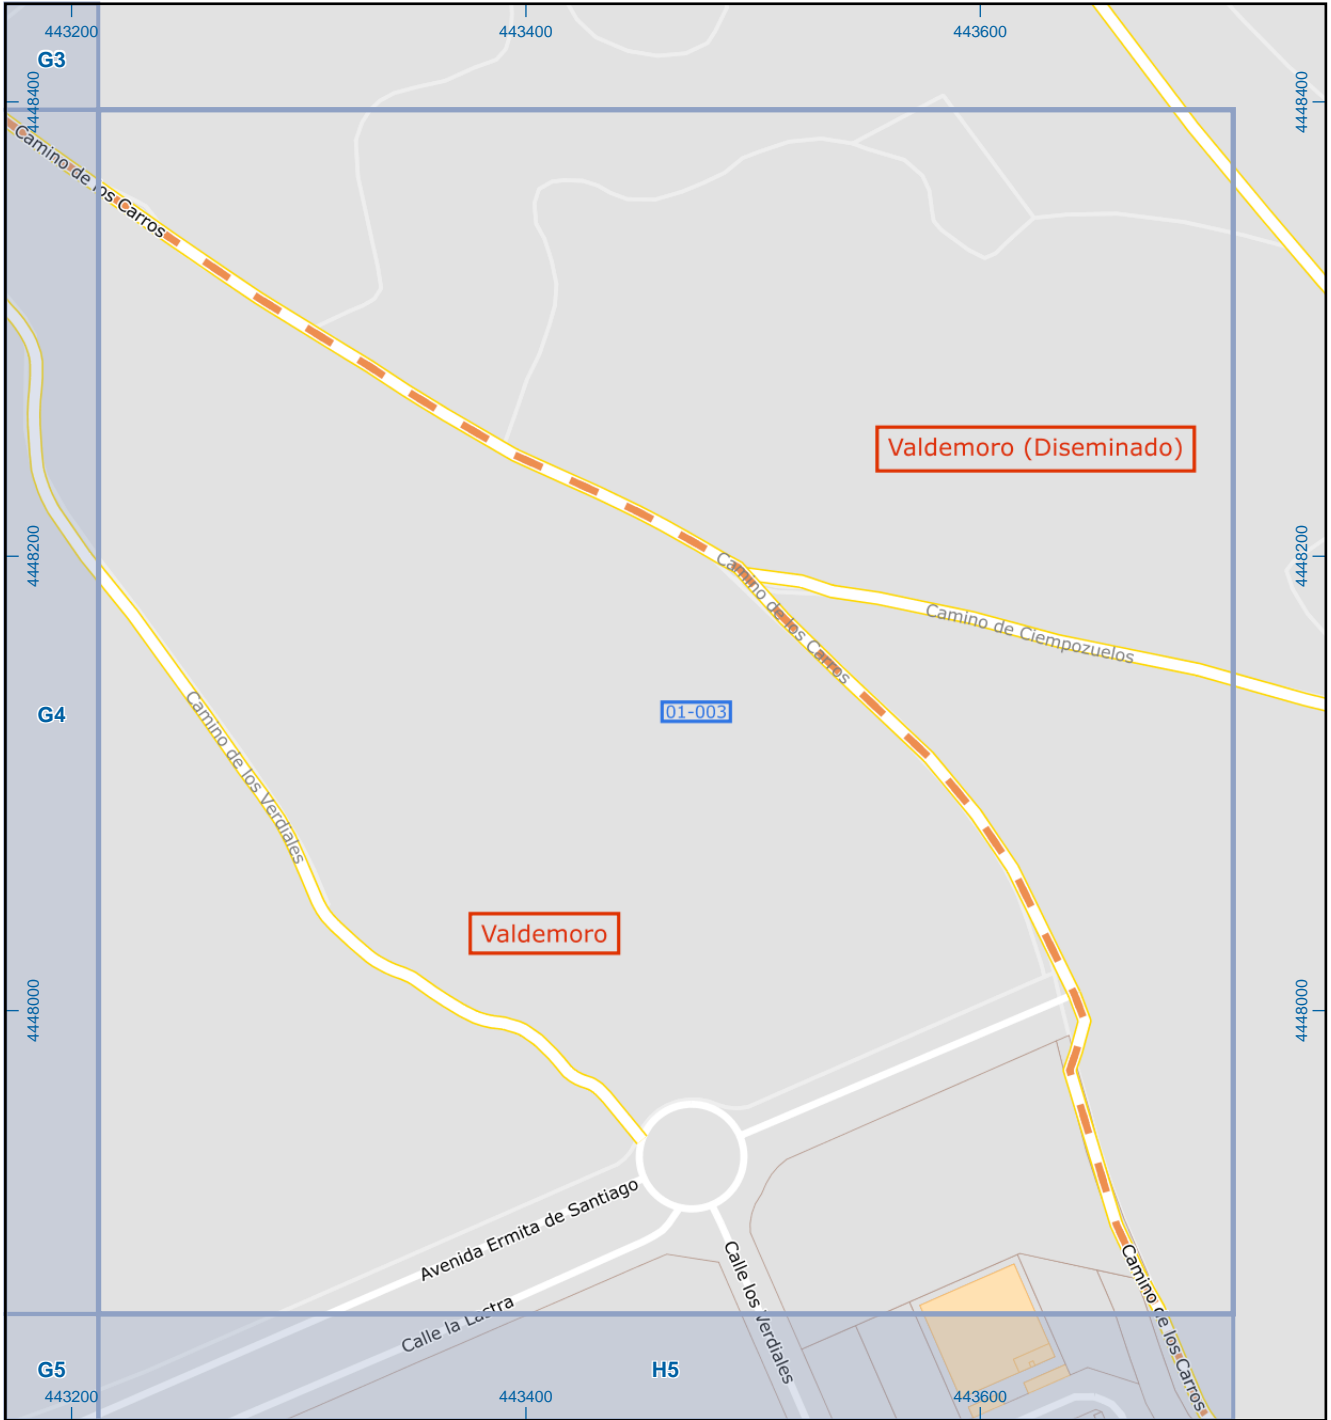 443200
443400
443600
G3
4448400
4448400
Camino de los Carros
Valdemoro (Diseminado)
4448200
4448200
Camino de los Carros
Camino de Ciempozuelos
G4
01-003
Camino de los Verdiales
Valdemoro
4448000
4448000
Avenida Ermita de Santiago
Calle la Lastra
Calle los Verdiales
Camino de los Carros
G5
H5
443200
443400
443600